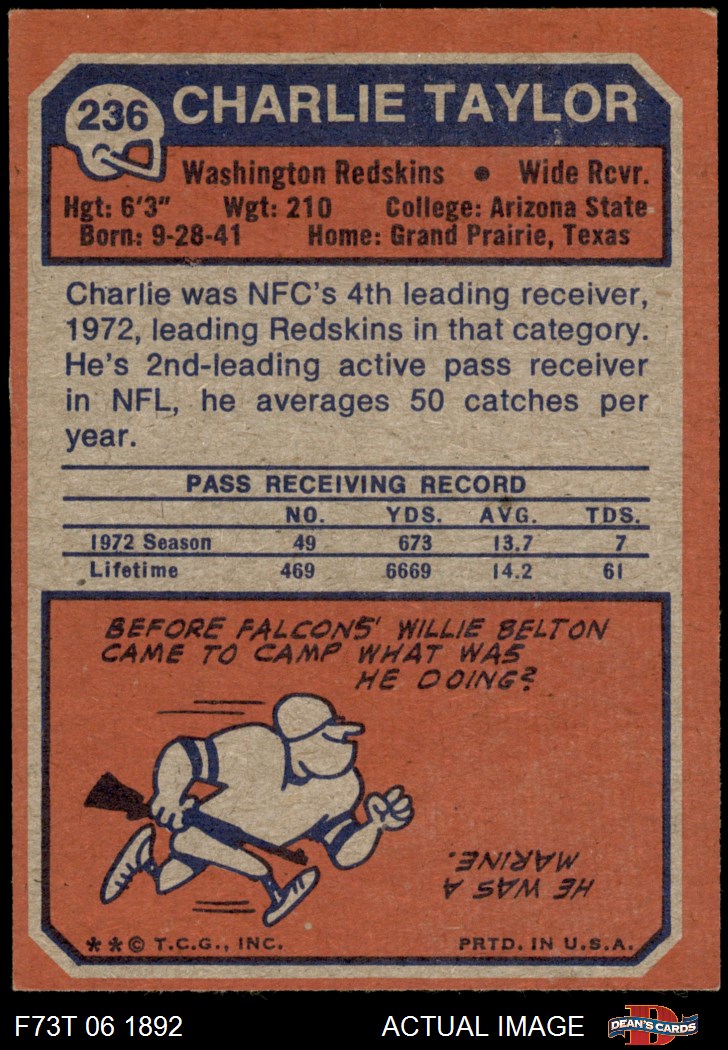 236 CHARLIE TAYLOR
Washington Redskins • Wide Rcvr.
Hgt: 6'3" Wgt: 210 College: Arizona State
Born: 9-28-41 Home: Grand Prairie, Texas
Charlie was NFC's 4th leading receiver,
1972, leading Redskins in that category.
He's 2nd-leading active pass receiver
in NFL, he averages 50 catches per
year.
PASS RECEIVING RECORD
NO. YDS. AVG. TDS.
1972 Season 49 673 13.7 7
Lifetime 469 6669 14.2 61
BEFORE FALCONS' WILLIE BELTON
CAME TO CAMP WHAT WAS
HE DOING?
HE WAS A
MARINE.
**© T.C.G., INC. PRTD. IN U.S.A.
F73T 06 1892 ACTUAL IMAGE D DEAN'S CARDS